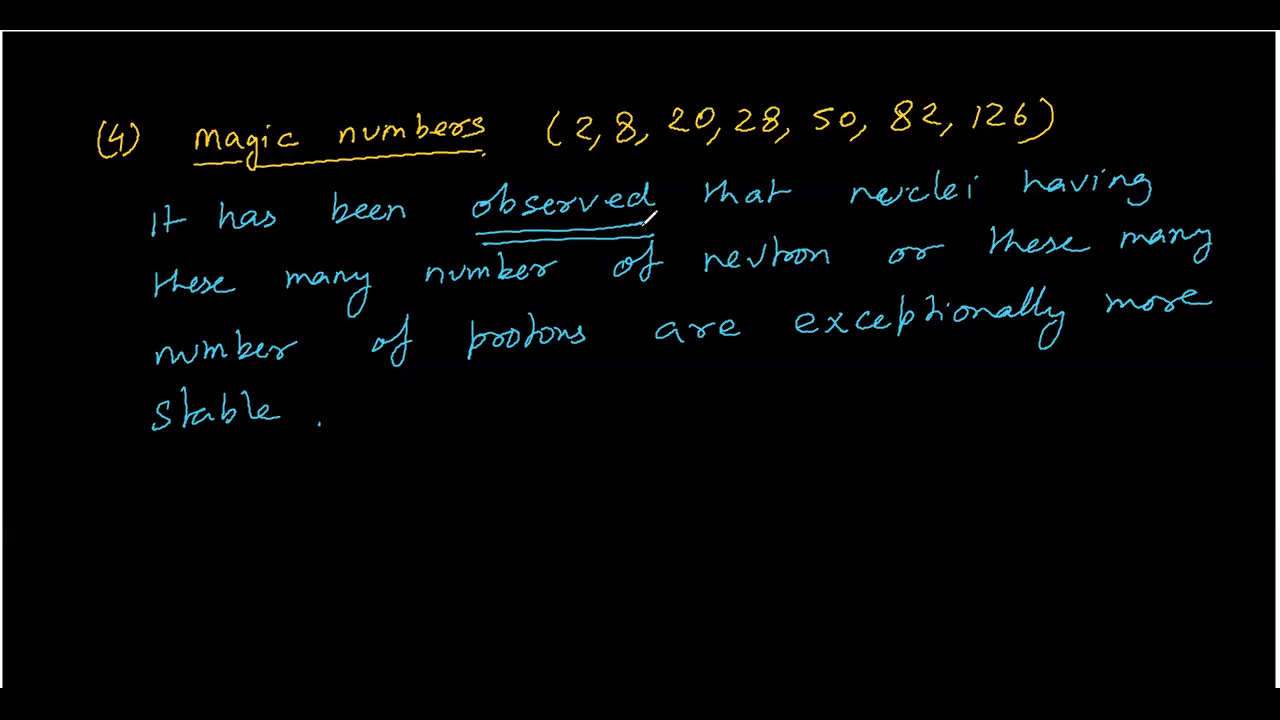 (4) magic numbers (2, 8, 20, 28, 50, 82, 126)
It has been observed that nuclei having
these many number of neutron or these many
number of protons are exceptionally more
stable .